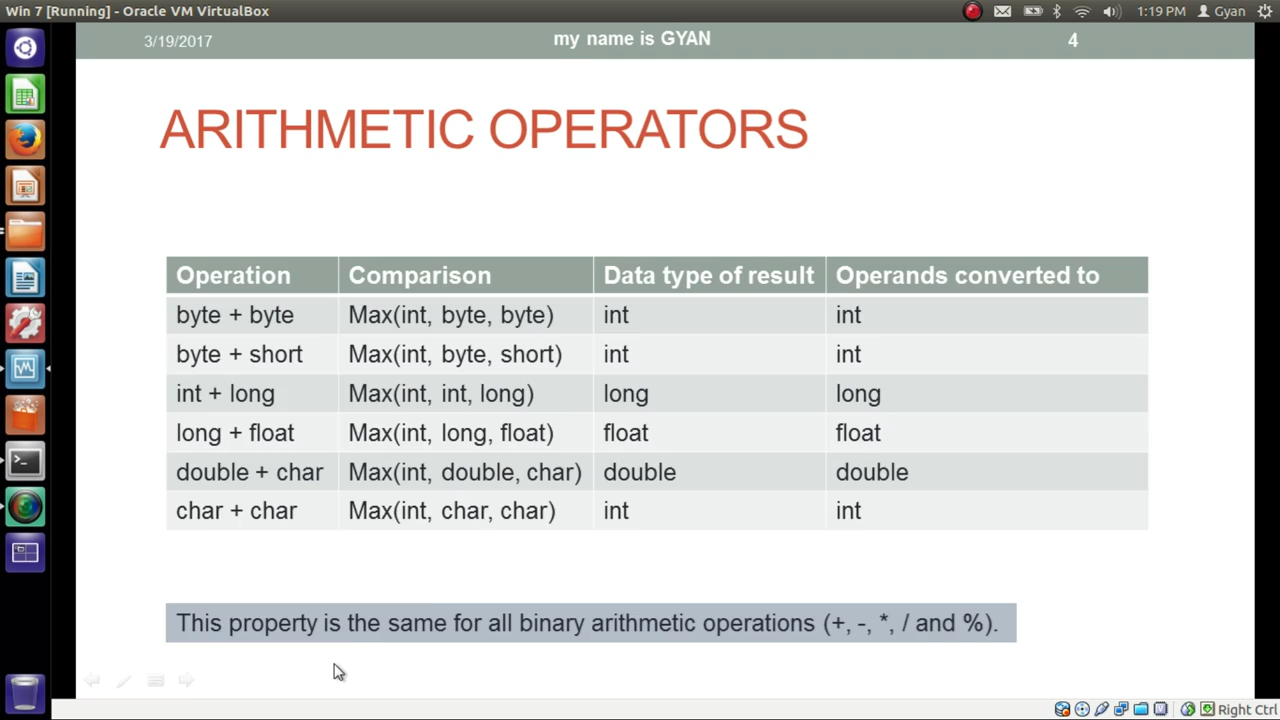 Win 7 [Running] - Oracle VM VirtualBox
1:19 PM Gyan
3/19/2017 my name is GYAN 4
ARITHMETIC OPERATORS
Operation Comparison Data type of result Operands converted to
byte + byte Max(int, byte, byte) int int
byte + short Max(int, byte, short) int int
int + long Max(int, int, long) long long
long + float Max(int, long, float) float float
double + char Max(int, double, char) double double
char + char Max(int, char, char) int int
This property is the same for all binary arithmetic operations (+, -, *, / and %).
Right Ctrl